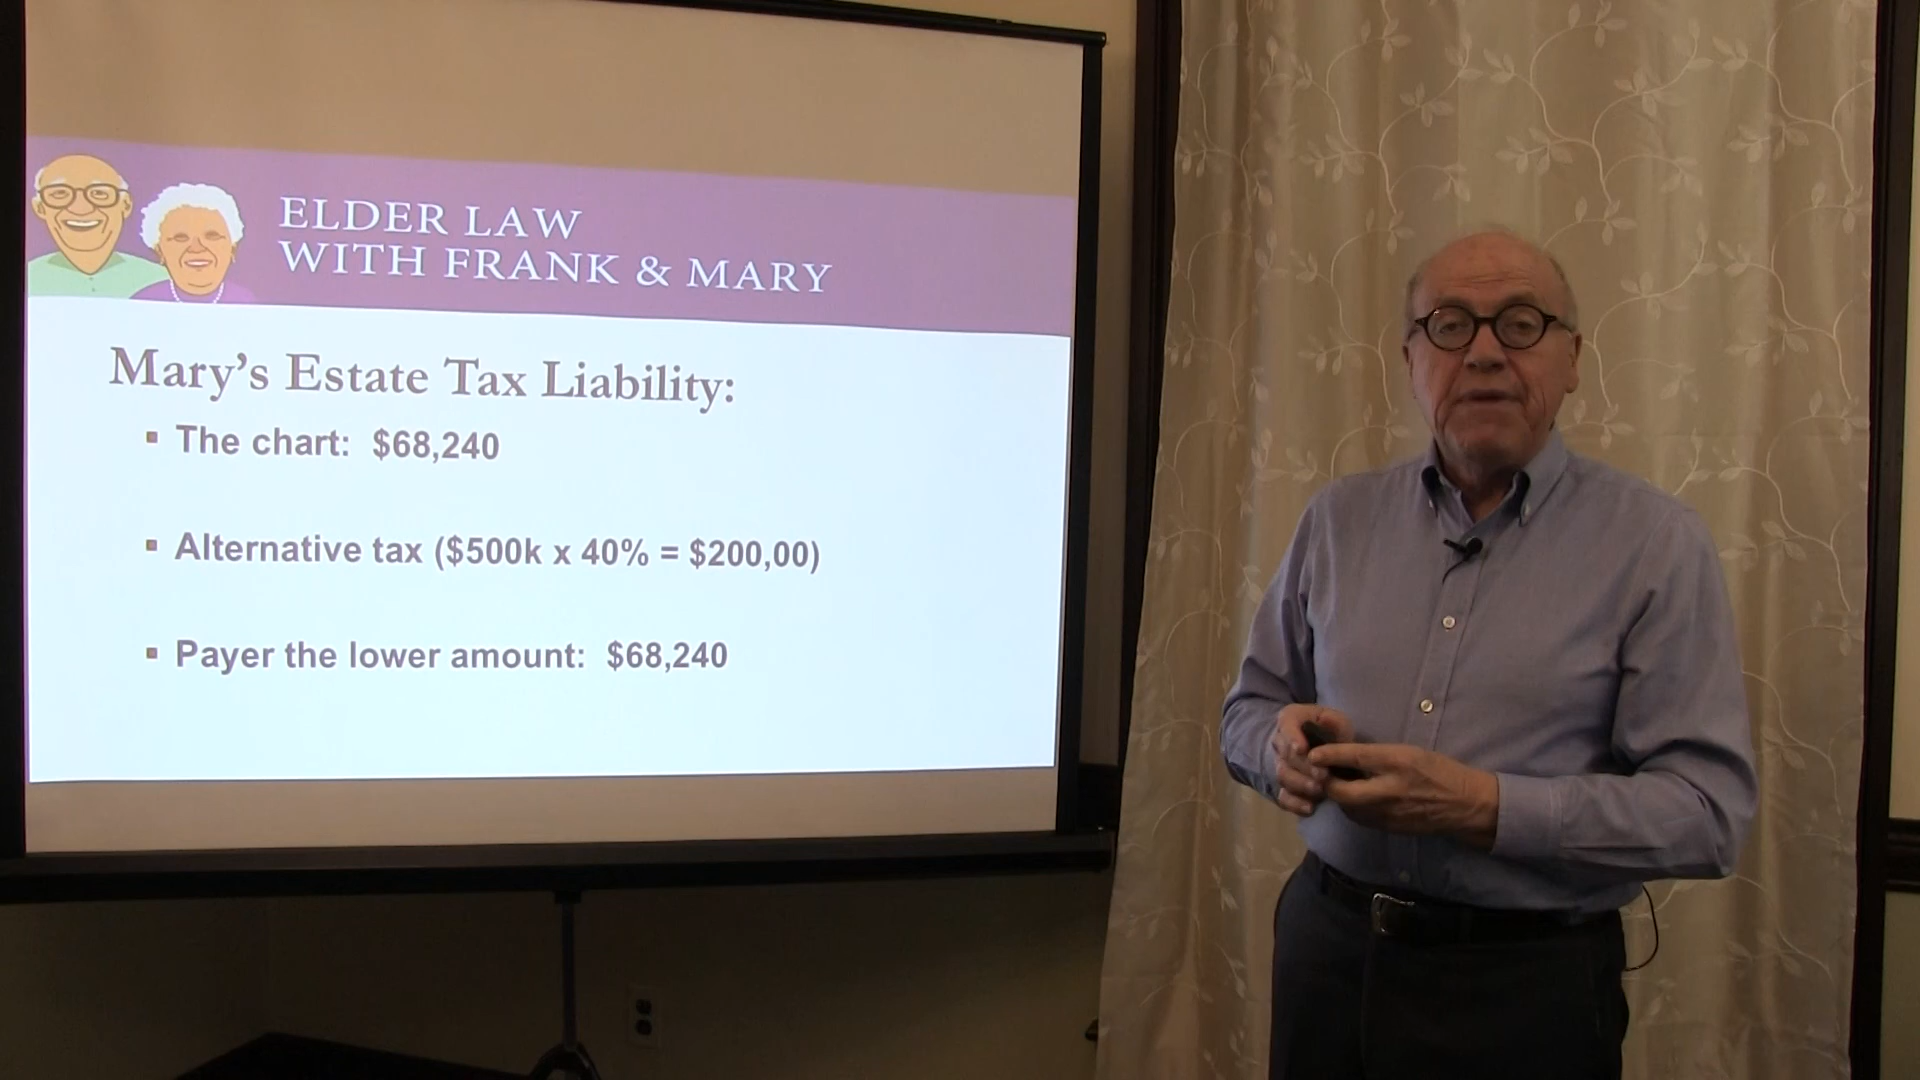 ELDER LAW
WITH FRANK & MARY
Mary's Estate Tax Liability:
▪ The chart: $68,240
▪ Alternative tax ($500k x 40% = $200,00)
▪ Payer the lower amount: $68,240